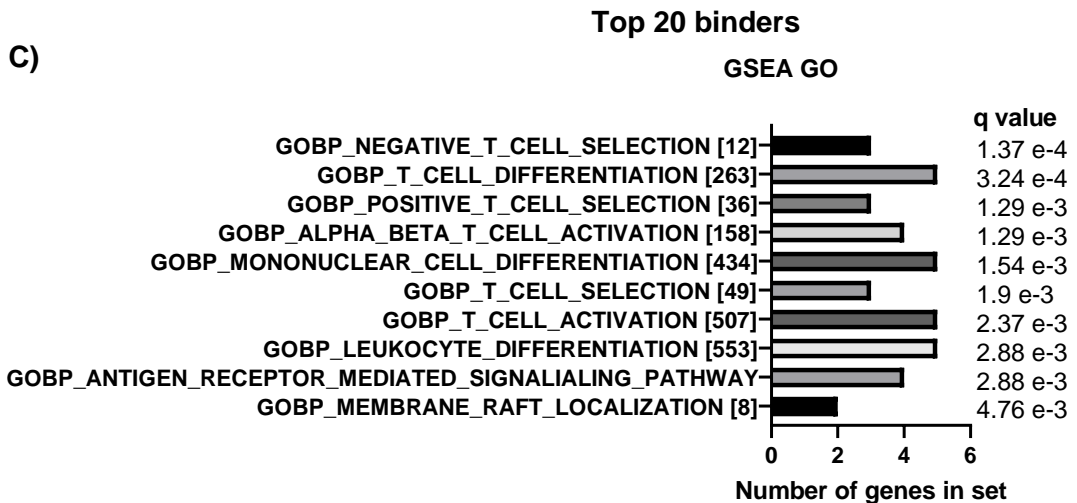 Top 20 binders
C)
GSEA GO
q value
GOBP_NEGATIVE_T_CELL_SELECTION [12] 1.37 e-4
GOBP_T_CELL_DIFFERENTIATION [263] 3.24 e-4
GOBP_POSITIVE_T_CELL_SELECTION [36] 1.29 e-3
GOBP_ALPHA_BETA_T_CELL_ACTIVATION [158] 1.29 e-3
GOBP_MONONUCLEAR_CELL_DIFFERENTIATION [434] 1.54 e-3
GOBP_T_CELL_SELECTION [49] 1.9 e-3
GOBP_T_CELL_ACTIVATION [507] 2.37 e-3
GOBP_LEUKOCYTE_DIFFERENTIATION [553] 2.88 e-3
GOBP_ANTIGEN_RECEPTOR_MEDIATED_SIGNALIALING_PATHWAY 2.88 e-3
GOBP_MEMBRANE_RAFT_LOCALIZATION [8] 4.76 e-3
0 2 4 6
Number of genes in set